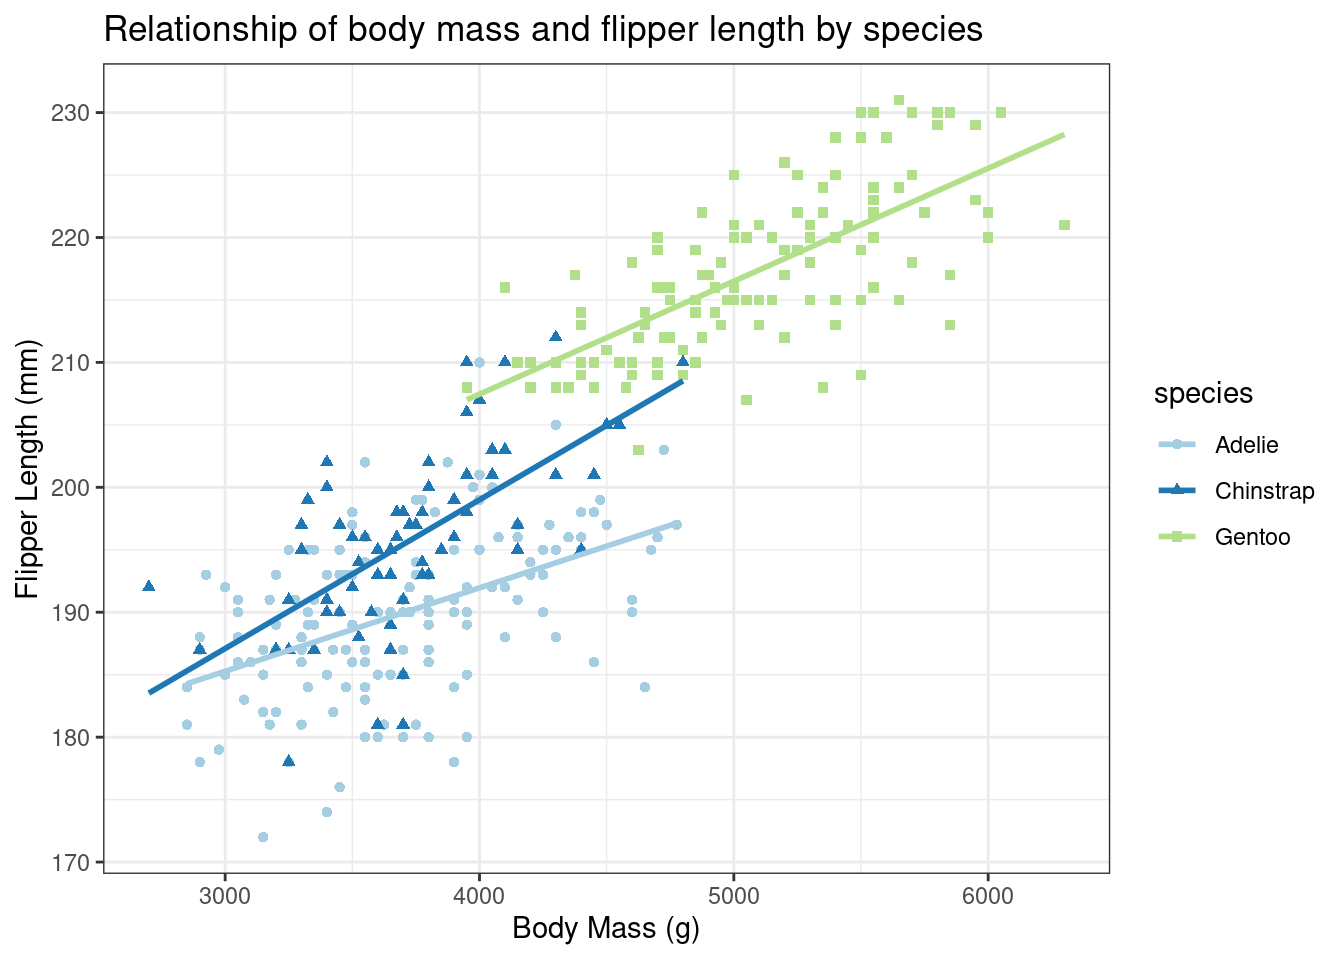 Relationship of body mass and flipper length by species
230
220
210
200
190
180
170
Flipper Length (mm)
3000 4000 5000 6000
Body Mass (g)
species
Adelie
Chinstrap
Gentoo